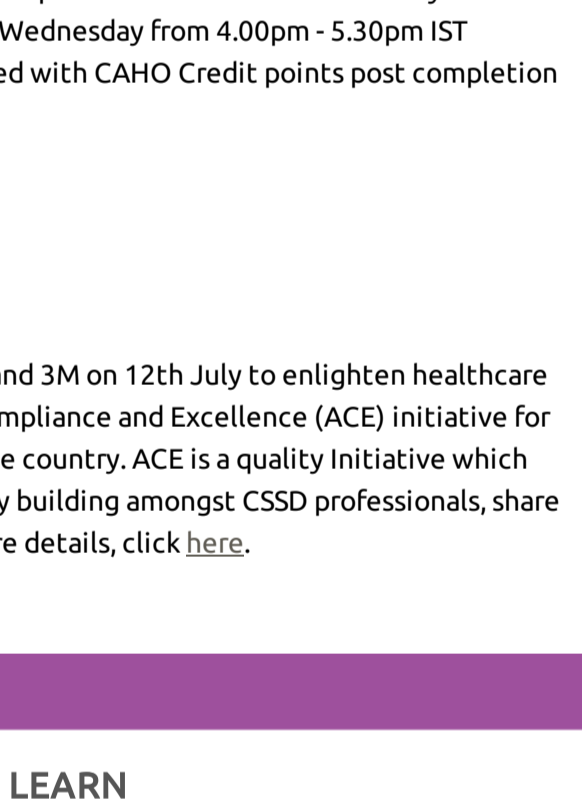 Wednesday from 4.00pm - 5.30pm IST
ed with CAHO Credit points post completion
and 3M on 12th July to enlighten healthcare
mpliance and Excellence (ACE) initiative for
e country. ACE is a quality Initiative which
y building amongst CSSD professionals, share
re details, click here.
LEARN